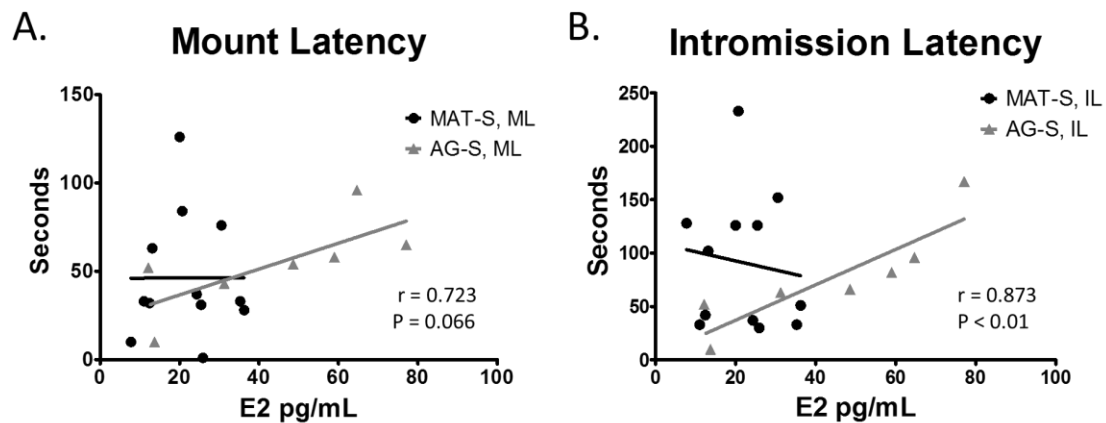 A.
Mount Latency
150
100
50
0
Seconds
MAT-S, ML
AG-S, ML
r = 0.723
P = 0.066
0 20 40 60 80 100
E2 pg/mL
B.
Intromission Latency
250
200
150
100
50
0
Seconds
MAT-S, IL
AG-S, IL
r = 0.873
P < 0.01
0 20 40 60 80 100
E2 pg/mL